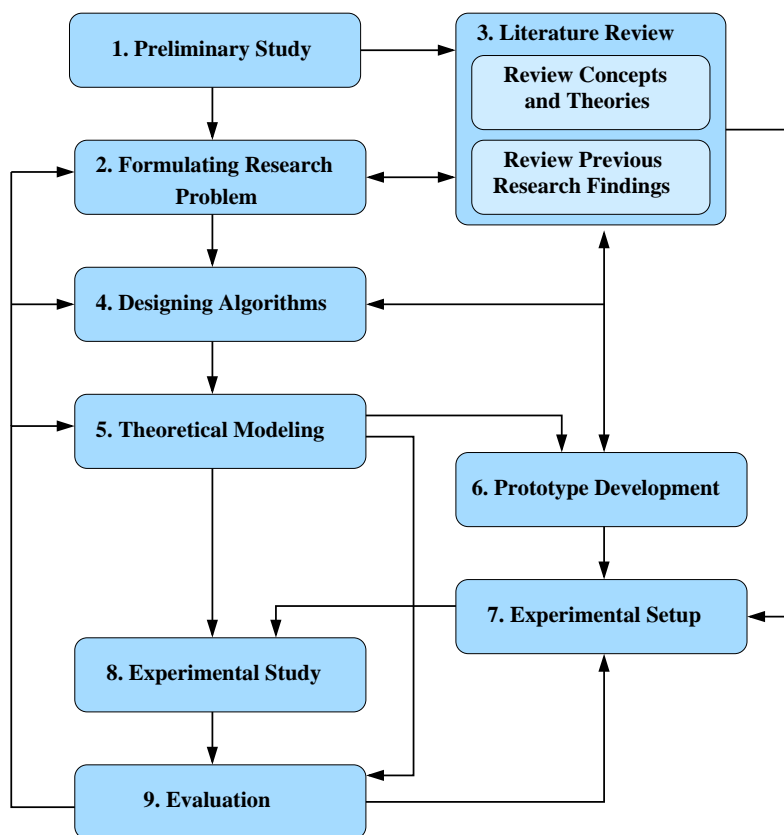 1. Preliminary Study
3. Literature Review
Review Concepts
and Theories
Review Previous
Research Findings
2. Formulating Research
Problem
4. Designing Algorithms
5. Theoretical Modeling
6. Prototype Development
7. Experimental Setup
8. Experimental Study
9. Evaluation